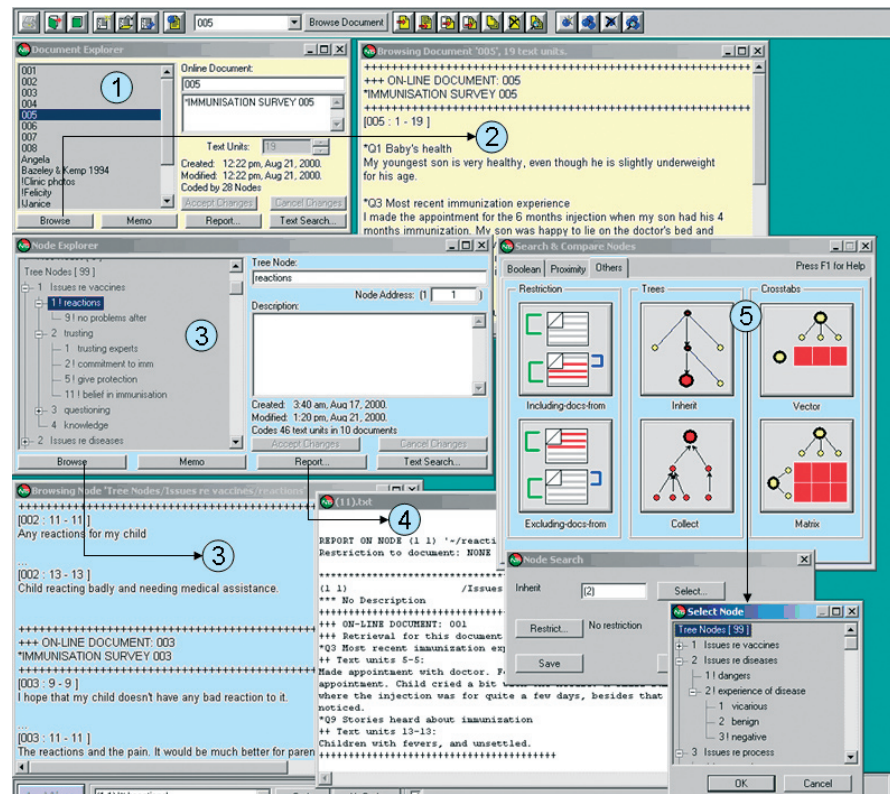 005
Browse Document
Document Explorer
001
002
003
004
005
006
007
008
Angela
Bazeley & Kemp 1994
!Clinic photos
!Felicity
!Janice
1
Online Document:
005
*IMMUNISATION SURVEY 005
Text Units: 19
Created: 12:22 pm, Aug 21, 2000.
Modified: 12:22 pm, Aug 21, 2000.
Coded by 28 Nodes
Accept Changes
Cancel Changes
Browse
Memo
Report...
Text Search...
Browsing Document '005', 19 text units.
+++ ON-LINE DOCUMENT: 005
*IMMUNISATION SURVEY 005
[005 : 1 - 19 ]
2
*Q1 Baby's health
My youngest son is very healthy, even though he is slightly underweight
for his age.
*Q3 Most recent immunization experience
I made the appointment for the 6 months injection when my son had his 4
months immunization. My son was happy to lie on the doctor's bed and
Node Explorer
Tree Nodes [ 99 ]
1 Issues re vaccines
1 ! reactions
9 ! no problems after
2 trusting
1 trusting experts
2 ! commitment to imm
5 ! give protection
11 ! belief in immunisation
3 questioning
4 knowledge
2 Issues re diseases
3
Tree Node:
reactions
Node Address: (1 1 )
Description:
Created: 3:40 am, Aug 17, 2000.
Modified: 1:20 pm, Aug 21, 2000.
Codes 46 text units in 10 documents
Accept Changes
Cancel Changes
Browse
Memo
Report...
Text Search...
Search & Compare Nodes
Boolean
Proximity
Others
Press F1 for Help
Restriction
Trees
Crosstabs
5
Including-docs-from
Inherit
Vector
Excluding-docs-from
Collect
Matrix
Browsing Node 'Tree Nodes/Issues re vaccines/reactions'
[002 : 11 - 11 ]
Any reactions for my child
...
3
[002 : 13 - 13 ]
Child reacting badly and needing medical assistance.
+++ ON-LINE DOCUMENT: 003
*IMMUNISATION SURVEY 003
[003 : 9 - 9 ]
I hope that my child doesn't have any bad reaction to it.
...
[003 : 11 - 11 ]
The reactions and the pain. It would be much better for paren
(11).txt
4
REPORT ON NODE (1 1) '~/reacti
Restriction to document: NONE
(1 1) /Issues
*** No Description
+++ ON-LINE DOCUMENT: 001
+++ Retrieval for this document
*Q3 Most recent immunization exp
++ Text units 5-5:
Made appointment with doctor.
appointment. Child cried a bit
where the injection was for quite a few days, besides that
noticed.
*Q9 Stories heard about immunization
++ Text units 13-13:
Children with fevers, and unsettled.
Node Search
Inherit
(2)
Select...
Restrict...
No restriction
Save
Select Node
Tree Nodes [ 99 ]
1 Issues re vaccines
2 Issues re diseases
1 ! dangers
2 ! experience of disease
1 vicarious
2 benign
3 ! negative
3 Issues re process
OK
Cancel